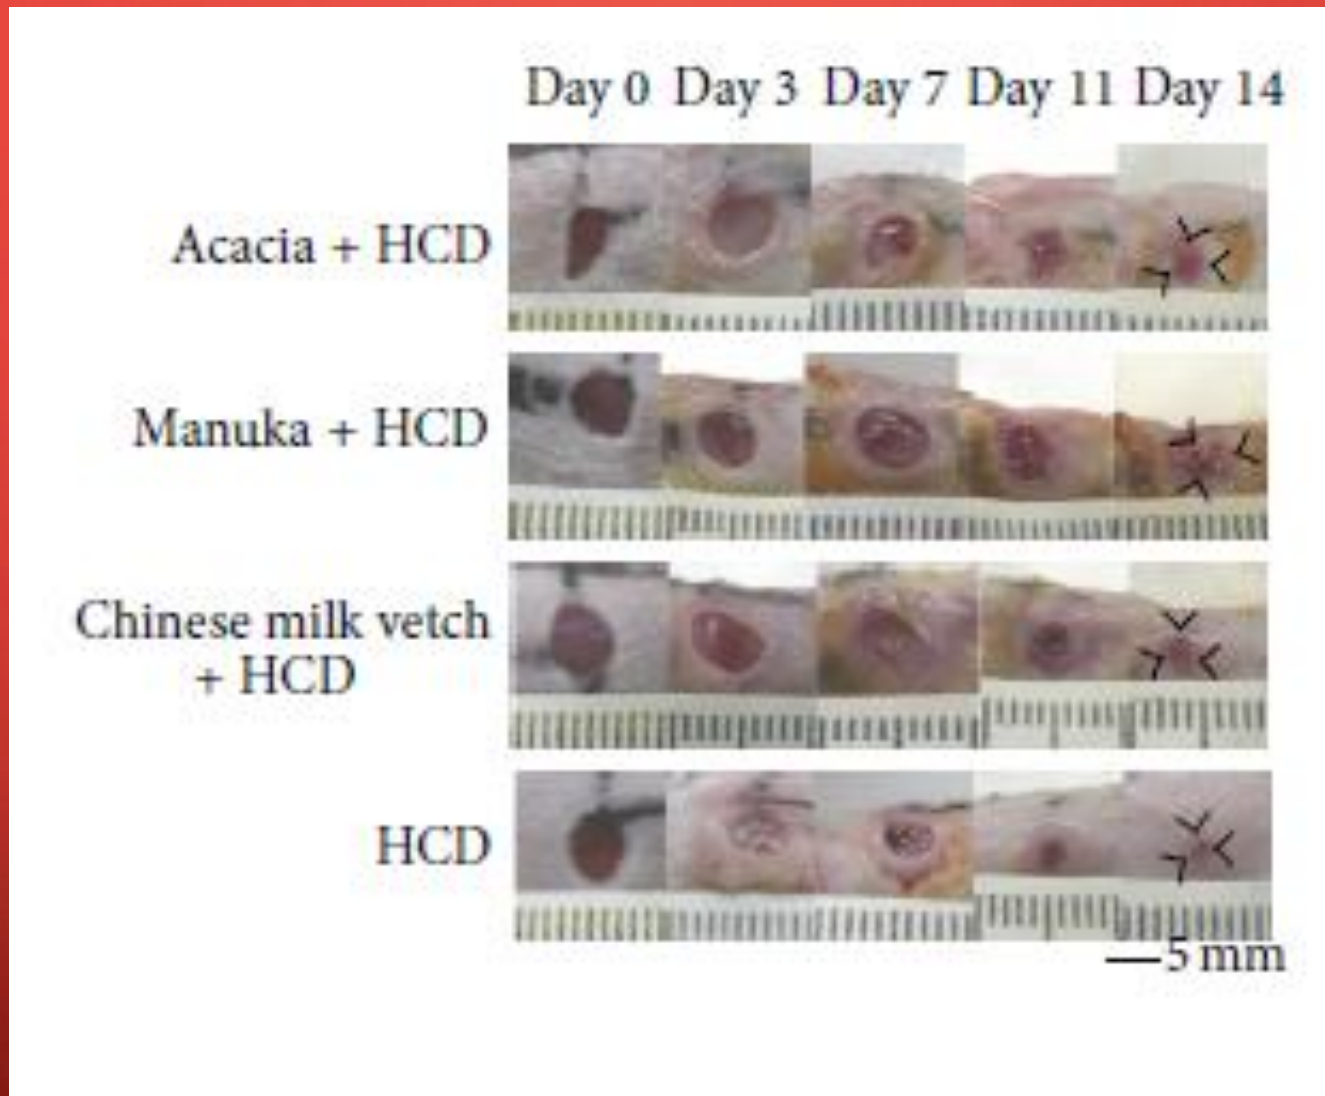 Day 0 Day 3 Day 7 Day 11 Day 14
Acacia + HCD
Manuka + HCD
Chinese milk vetch
+ HCD
HCD
5 mm